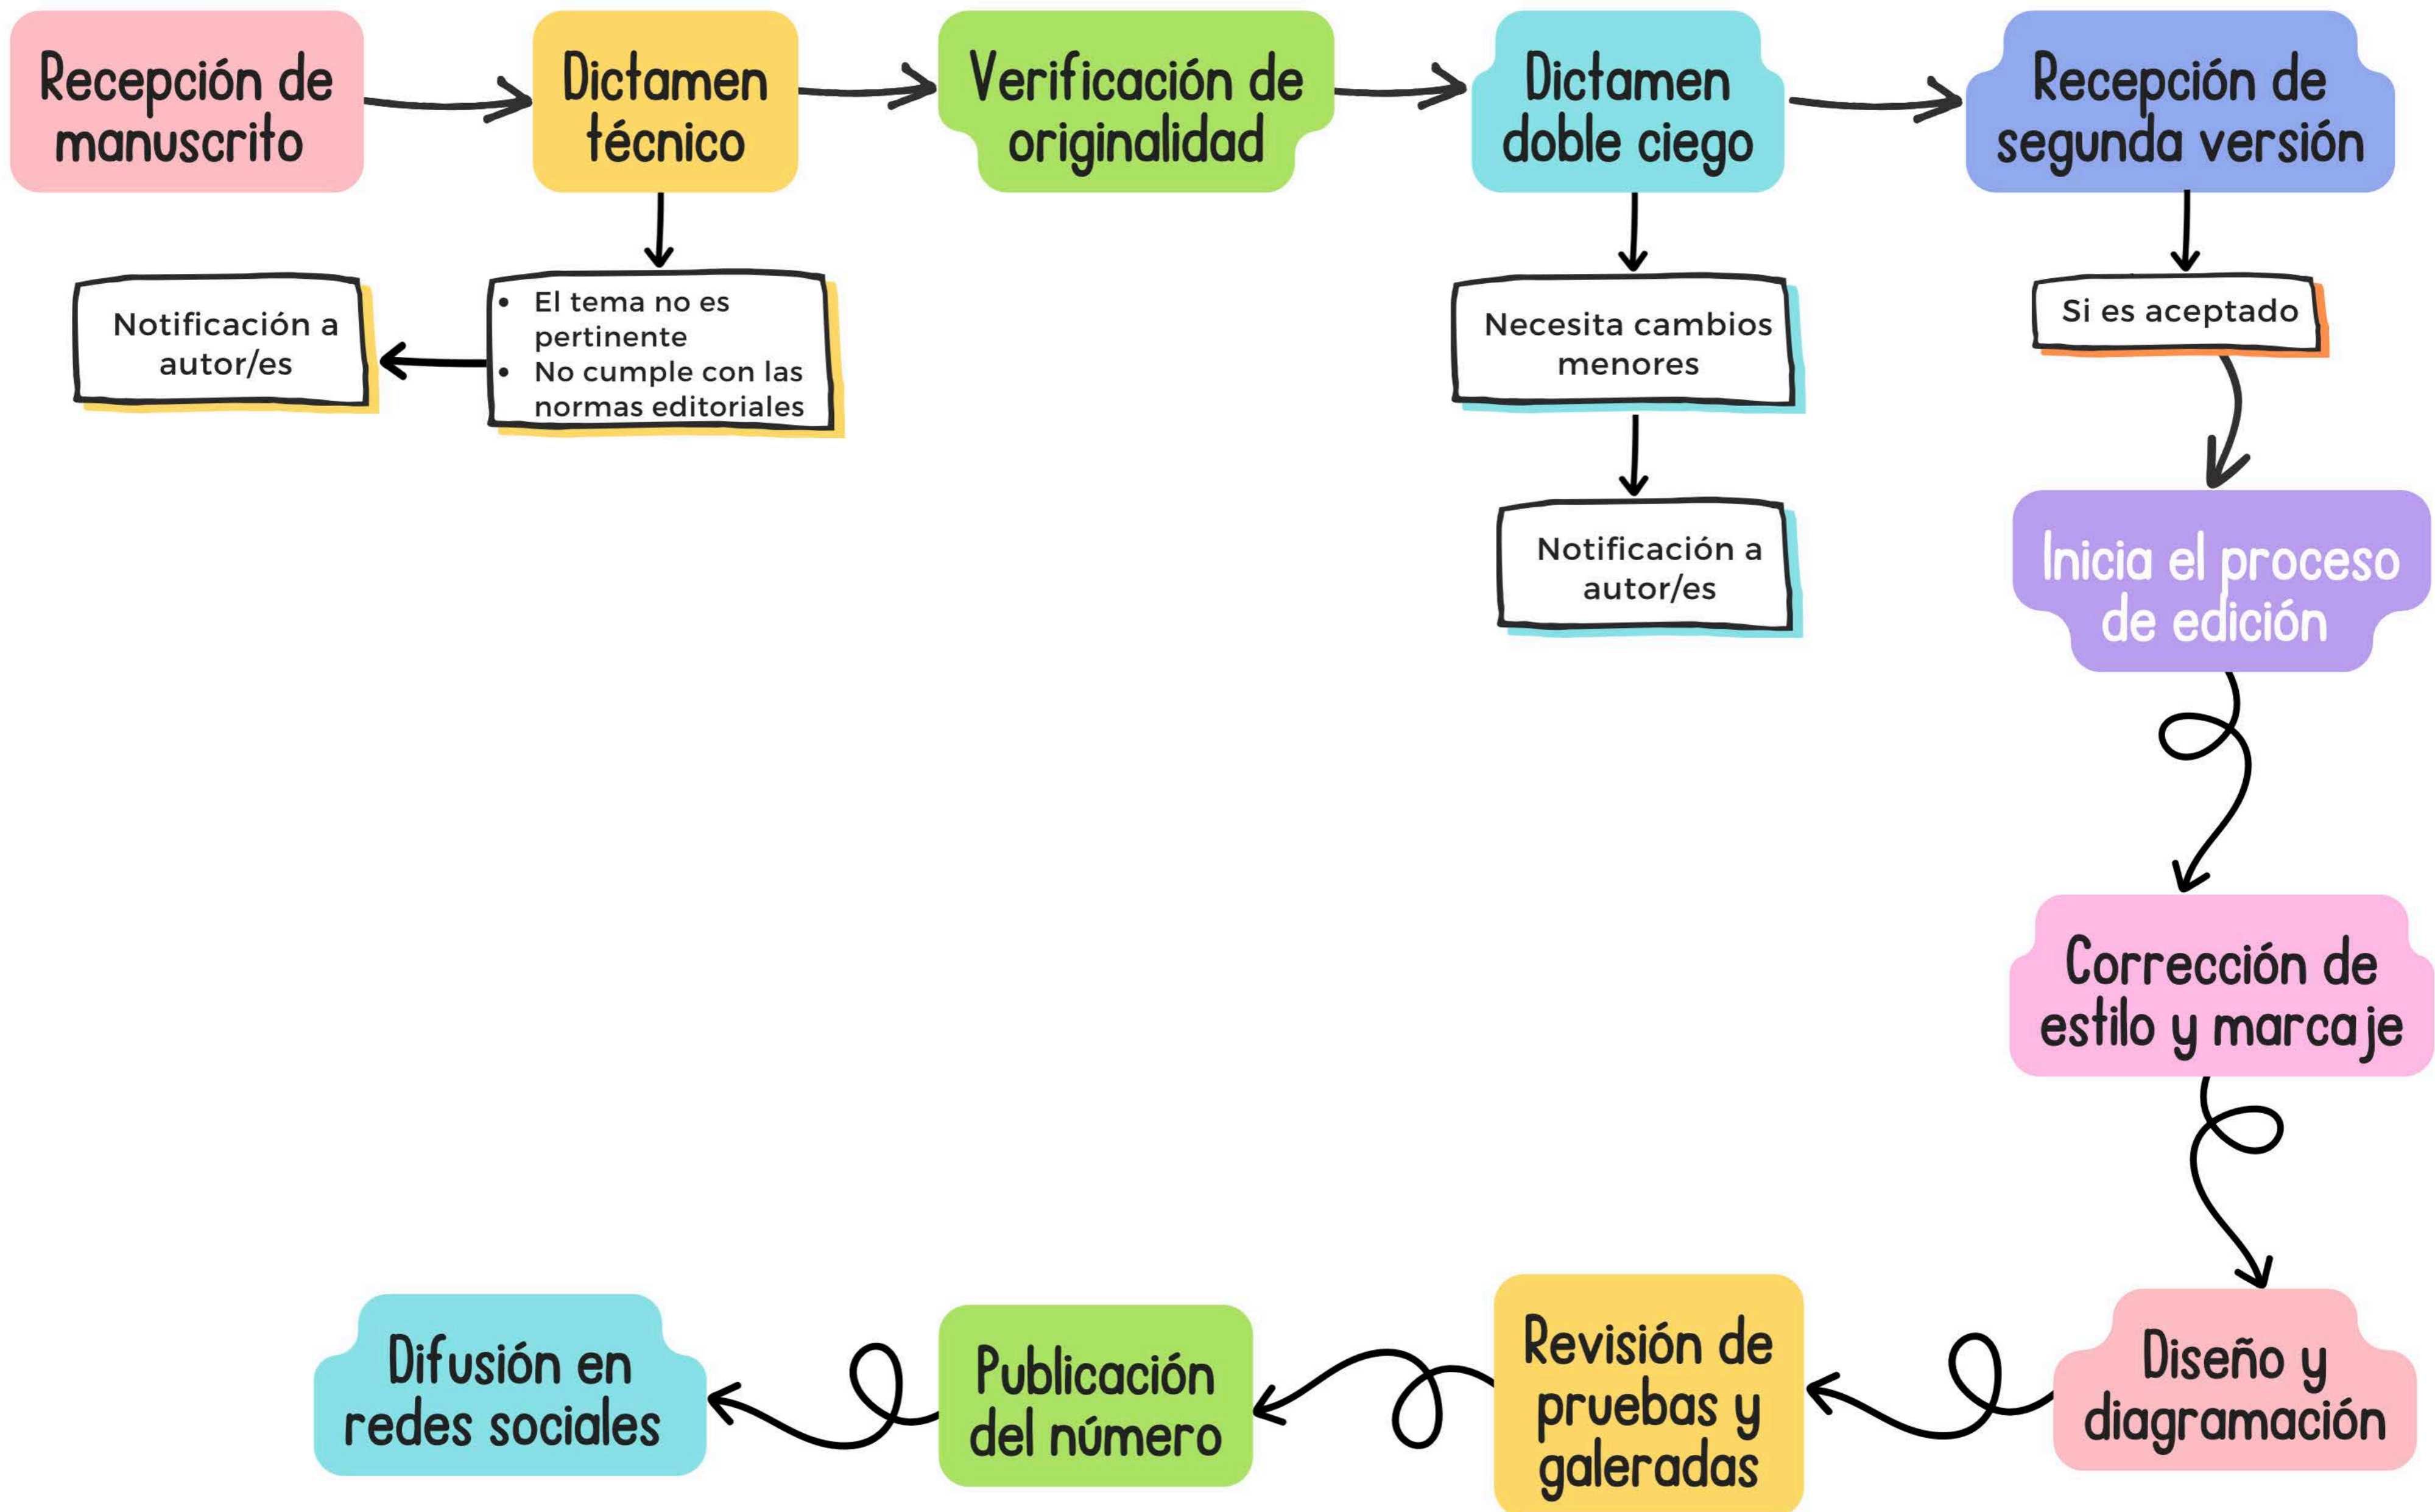 Recepción de
manuscrito
Dictamen
técnico
Verificación de
originalidad
Dictamen
doble ciego
Recepción de
segunda versión
Notificación a
autor/es
• El tema no es
pertinente
• No cumple con las
normas editoriales
Necesita cambios
menores
Notificación a
autor/es
Si es aceptado
Inicia el proceso
de edición
Corrección de
estilo y marcaje
Diseño y
diagramación
Revisión de
pruebas y
galeradas
Publicación
del número
Difusión en
redes sociales